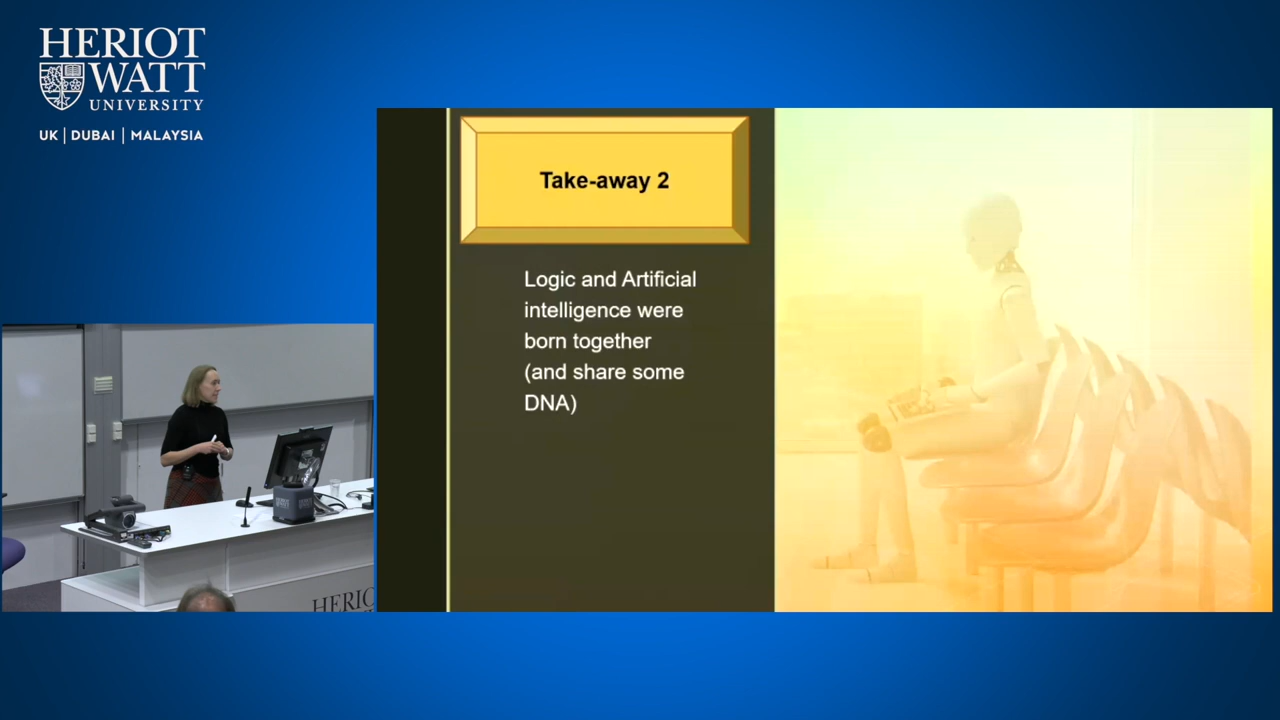 HERIOT
WATT
UNIVERSITY
UK | DUBAI | MALAYSIA
Take-away 2
Logic and Artificial
intelligence were
born together
(and share some
DNA)
HERIO